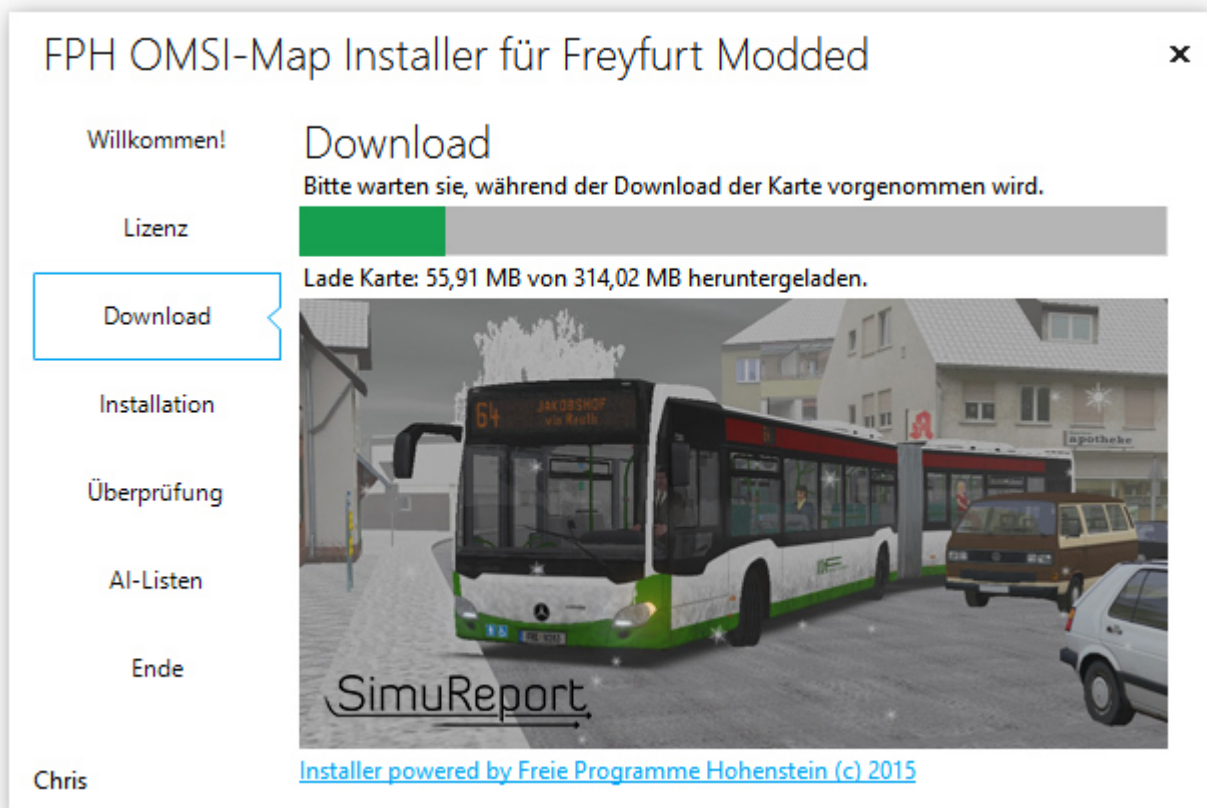 FPH OMSI-Map Installer für Freyfurt Modded
Willkommen!
Lizenz
Download
Installation
Überprüfung
AI-Listen
Ende
Chris
Download
Bitte warten sie, während der Download der Karte vorgenommen wird.
Lade Karte: 55,91 MB von 314,02 MB heruntergeladen.
64 JAKOBSHOF
via Reuth
apotheke
SimuReport
Installer powered by Freie Programme Hohenstein (c) 2015